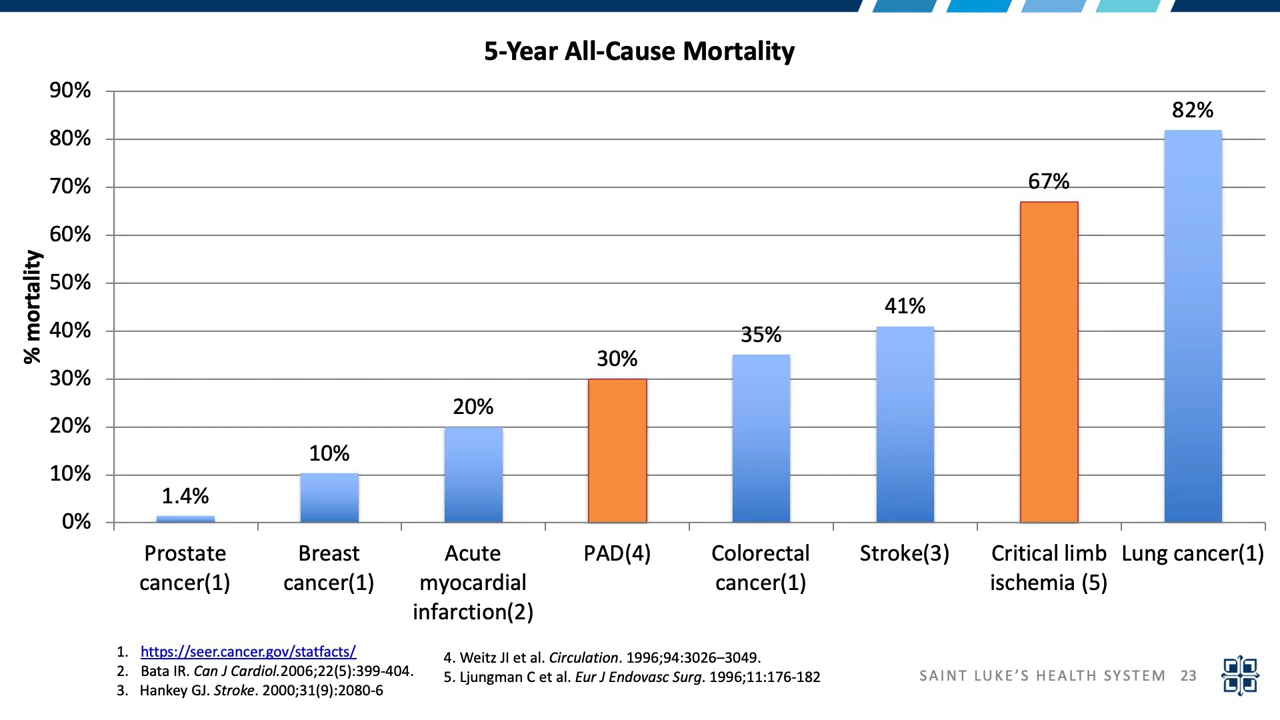 5-Year All-Cause Mortality
% mortality
90%
80%
70%
60%
50%
40%
30%
20%
10%
0%
1.4%
10%
20%
30%
35%
41%
67%
82%
Prostate
cancer(1)
Breast
cancer(1)
Acute
myocardial
infarction(2)
PAD(4)
Colorectal
cancer(1)
Stroke(3)
Critical limb
ischemia (5)
Lung cancer(1)
1. https://seer.cancer.gov/statfacts/
2. Bata IR. Can J Cardiol.2006;22(5):399-404.
3. Hankey GJ. Stroke. 2000;31(9):2080-6
4. Weitz JI et al. Circulation. 1996;94:3026–3049.
5. Ljungman C et al. Eur J Endovasc Surg. 1996;11:176-182
SAINT LUKE'S HEALTH SYSTEM 23